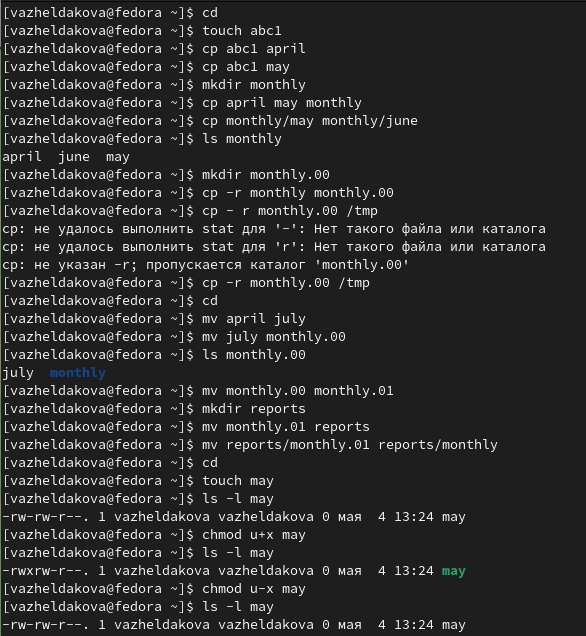 [vazheldakova@fedora ~]$ cd
[vazheldakova@fedora ~]$ touch abc1
[vazheldakova@fedora ~]$ cp abc1 april
[vazheldakova@fedora ~]$ cp abc1 may
[vazheldakova@fedora ~]$ mkdir monthly
[vazheldakova@fedora ~]$ cp april may monthly
[vazheldakova@fedora ~]$ cp monthly/may monthly/june
[vazheldakova@fedora ~]$ ls monthly
april  june  may
[vazheldakova@fedora ~]$ mkdir monthly.00
[vazheldakova@fedora ~]$ cp -r monthly monthly.00
[vazheldakova@fedora ~]$ cp - r monthly.00 /tmp
cp: не удалось выполнить stat для '-': Нет такого файла или каталога
cp: не удалось выполнить stat для 'r': Нет такого файла или каталога
cp: не указан -r; пропускается каталог 'monthly.00'
[vazheldakova@fedora ~]$ cp -r monthly.00 /tmp
[vazheldakova@fedora ~]$ cd
[vazheldakova@fedora ~]$ mv april july
[vazheldakova@fedora ~]$ mv july monthly.00
[vazheldakova@fedora ~]$ ls monthly.00
july  monthly
[vazheldakova@fedora ~]$ mv monthly.00 monthly.01
[vazheldakova@fedora ~]$ mkdir reports
[vazheldakova@fedora ~]$ mv monthly.01 reports
[vazheldakova@fedora ~]$ mv reports/monthly.01 reports/monthly
[vazheldakova@fedora ~]$ cd
[vazheldakova@fedora ~]$ touch may
[vazheldakova@fedora ~]$ ls -l may
-rw-rw-r--. 1 vazheldakova vazheldakova 0 мая  4 13:24 may
[vazheldakova@fedora ~]$ chmod u+x may
[vazheldakova@fedora ~]$ ls -l may
-rwxrw-r--. 1 vazheldakova vazheldakova 0 мая  4 13:24 may
[vazheldakova@fedora ~]$ chmod u-x may
[vazheldakova@fedora ~]$ ls -l may
-rw-rw-r--. 1 vazheldakova vazheldakova 0 мая  4 13:24 may